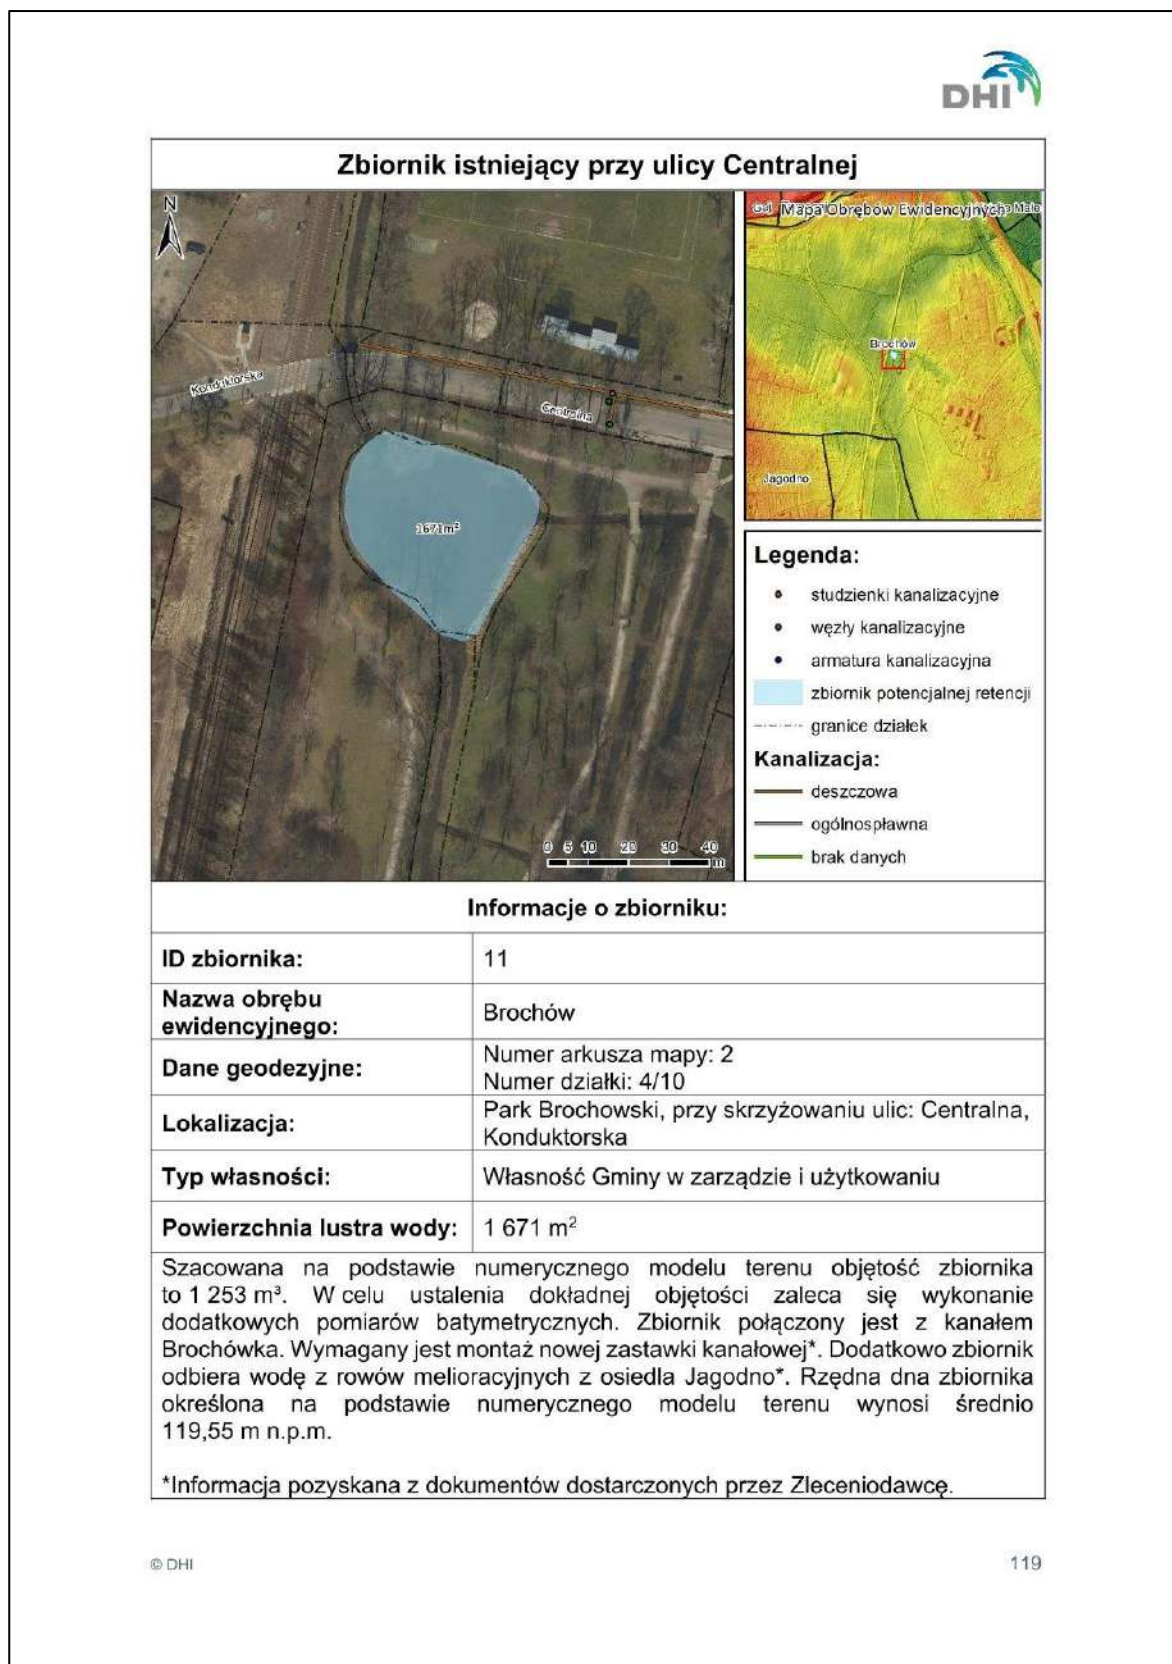 DHI
Zbiornik istniejący przy ulicy Centralnej
N
Mapa Obrębów Ewidencyjnych
Brochów
Konduktorska
Centralna
Jagodno
1671m²
Legenda:
studzienki kanalizacyjne
węzły kanalizacyjne
armatura kanalizacyjna
zbiornik potencjalnej retencji
granice działek
Kanalizacja:
deszczowa
ogólnospławna
brak danych
0 5 10 20 30 40
m
Informacje o zbiorniku:
ID zbiornika: 11
Nazwa obrębu
ewidencyjnego: Brochów
Dane geodezyjne: Numer arkusza mapy: 2
Numer działki: 4/10
Lokalizacja: Park Brochowski, przy skrzyżowaniu ulic: Centralna,
Konduktorska
Typ własności: Własność Gminy w zarządzie i użytkowaniu
Powierzchnia lustra wody: 1 671 m²
Szacowana na podstawie numerycznego modelu terenu objętość zbiornika
to 1 253 m³. W celu ustalenia dokładnej objętości zaleca się wykonanie
dodatkowych pomiarów batymetrycznych. Zbiornik połączony jest z kanałem
Brochówka. Wymagany jest montaż nowej zastawki kanałowej*. Dodatkowo zbiornik
odbiera wodę z rowów melioracyjnych z osiedla Jagodno*. Rzędna dna zbiornika
określona na podstawie numerycznego modelu terenu wynosi średnio
119,55 m n.p.m.
*Informacja pozyskana z dokumentów dostarczonych przez Zleceniodawcę.
© DHI
119